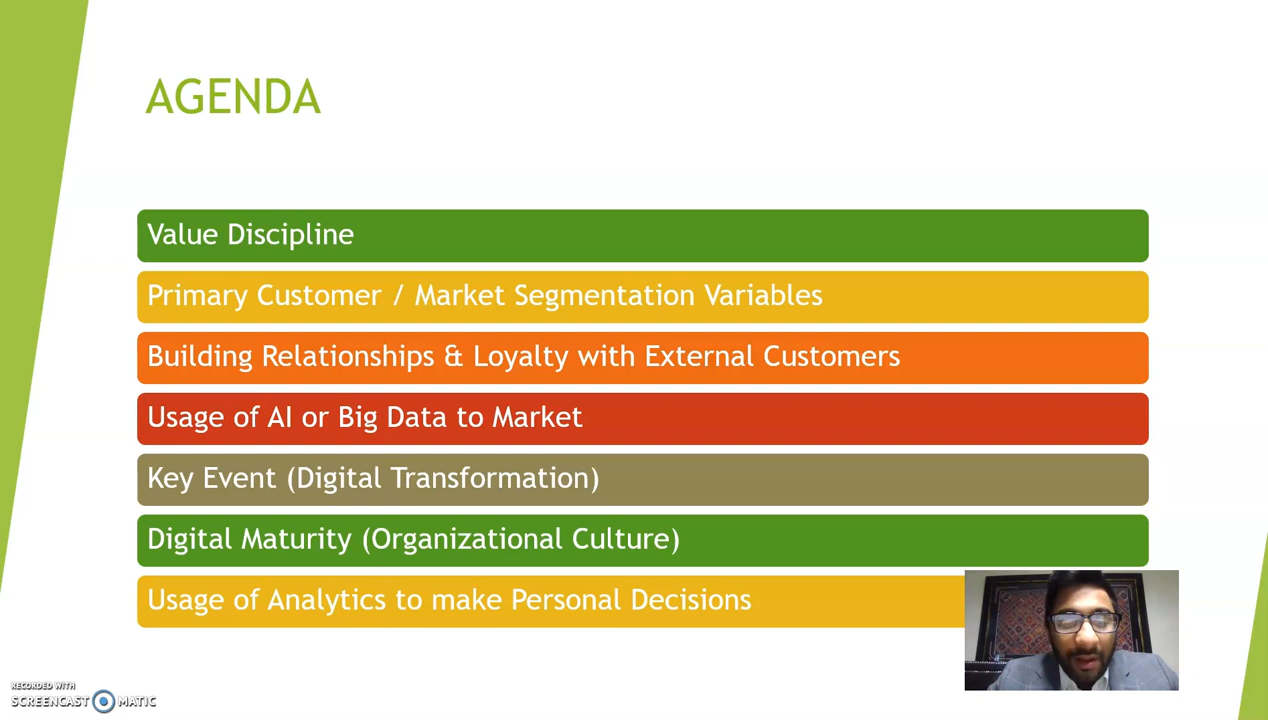 AGENDA
Value Discipline
Primary Customer / Market Segmentation Variables
Building Relationships & Loyalty with External Customers
Usage of AI or Big Data to Market
Key Event (Digital Transformation)
Digital Maturity (Organizational Culture)
Usage of Analytics to make Personal Decisions
RECORDED WITH
SCREENCAST MATIC